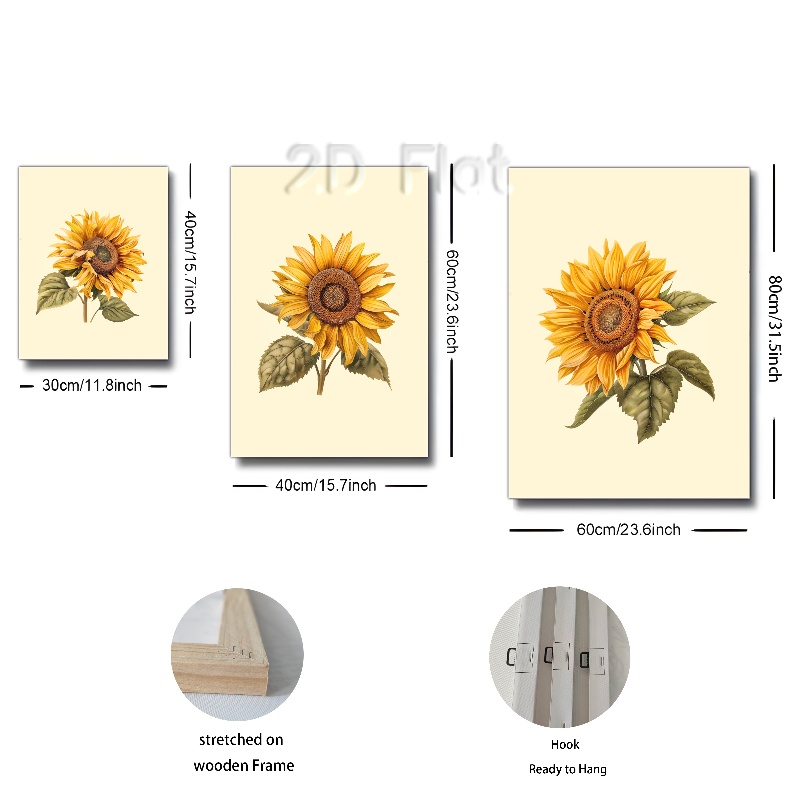 2D Flat
40cm/15.7inch
30cm/11.8inch
60cm/23.6inch
40cm/15.7inch
80cm/31.5inch
60cm/23.6inch
stretched on
wooden Frame
Hook
Ready to Hang